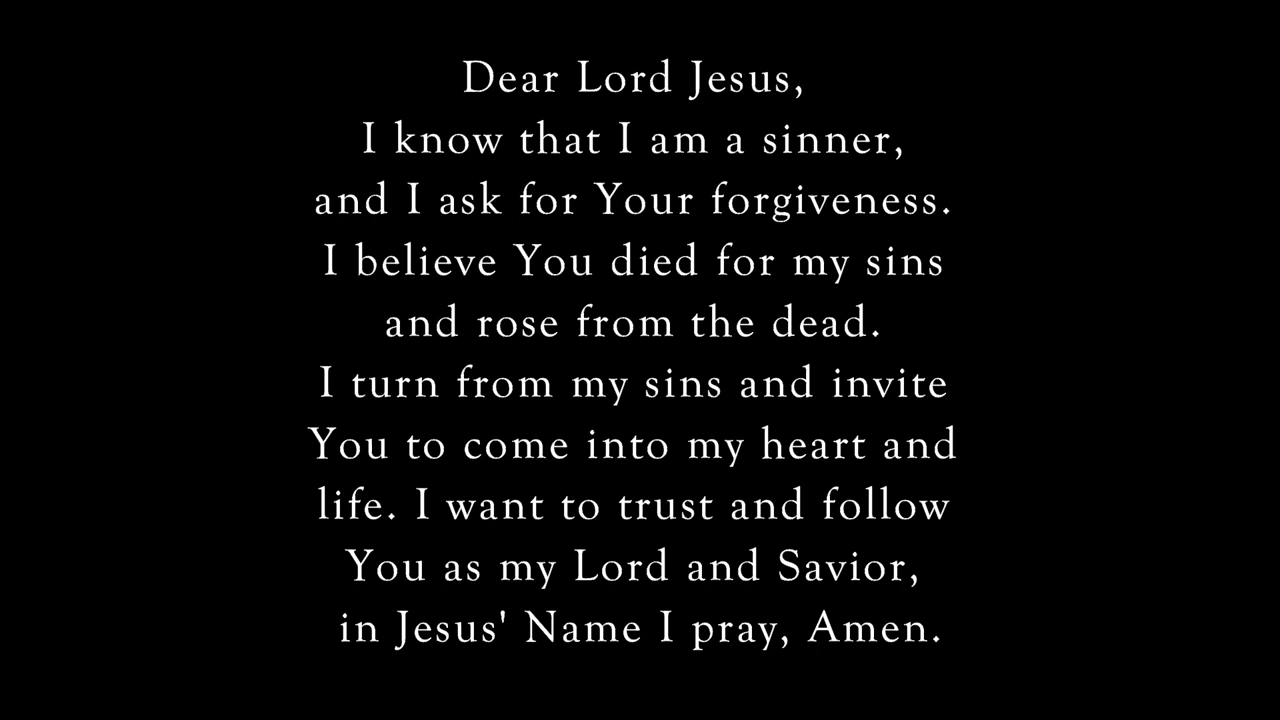 Dear Lord Jesus,
I know that I am a sinner,
and I ask for Your forgiveness.
I believe You died for my sins
and rose from the dead.
I turn from my sins and invite
You to come into my heart and
life. I want to trust and follow
You as my Lord and Savior,
in Jesus' Name I pray, Amen.